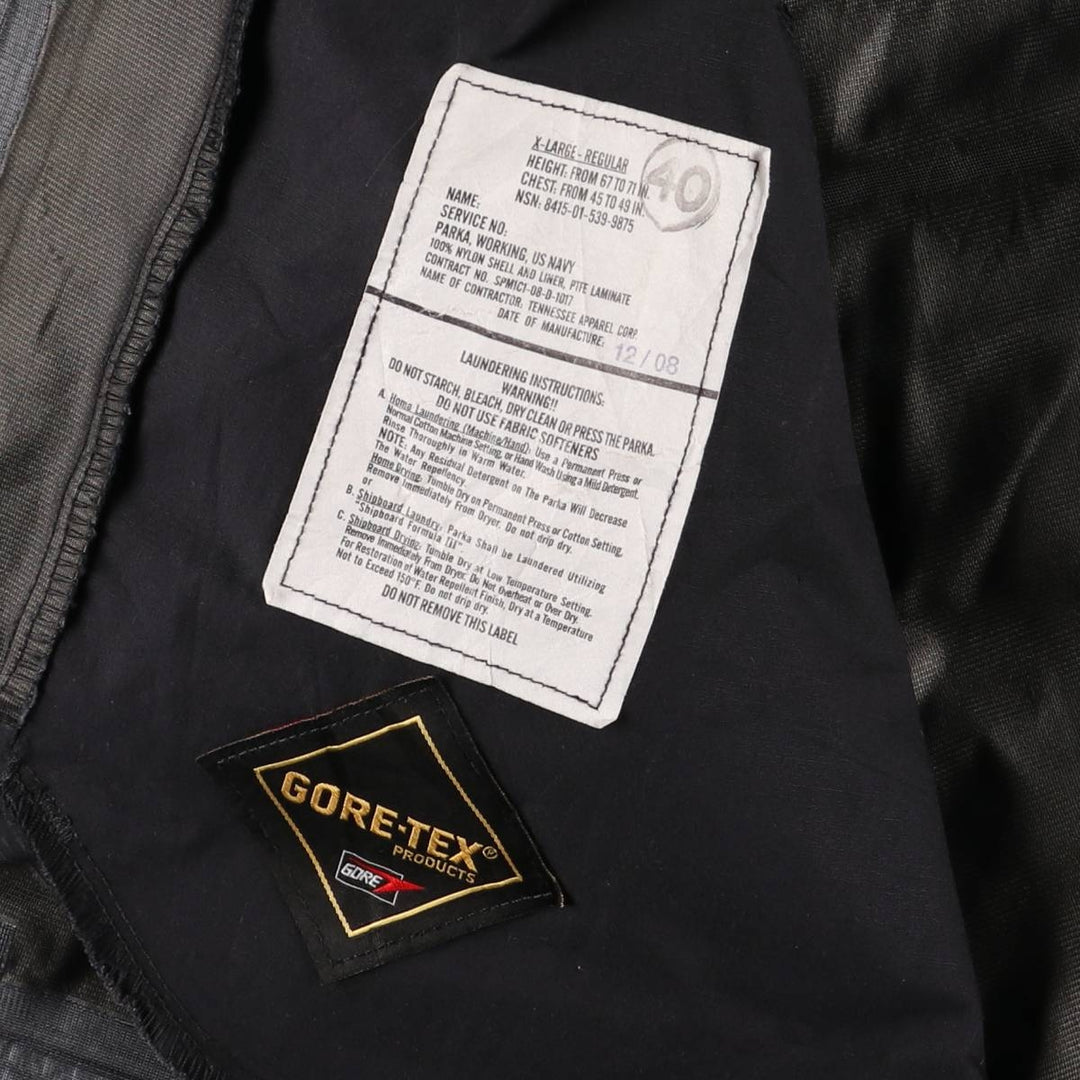 X-LARGE - REGULAR
HEIGHT: FROM 67 TO 71 IN.
CHEST: FROM 45 TO 49 IN.
NSN: 8415-01-539-9875
40
NAME:
SERVICE NO:
PARKA, WORKING, US NAVY
100% NYLON SHELL AND LINER, PTFE LAMINATE
CONTRACT NO. SPM1C1-08-D-1017
NAME OF CONTRACTOR: TENNESSEE APPAREL CORP.
DATE OF MANUFACTURE: 12/08
LAUNDERING INSTRUCTIONS:
WARNING!!
DO NOT STARCH, BLEACH, DRY CLEAN OR PRESS THE PARKA
DO NOT USE FABRIC SOFTENERS
A. Home Laundering (Machine/Hand): Use a Permanent Press or
Normal Cotton Machine Setting, or Hand Wash Using a Mild Detergent.
Rinse Thoroughly in Warm Water.
NOTE: Any Residual Detergent on The Parka Will Decrease
The Water Repellency.
Home Drying: Tumble Dry on Permanent Press or Cotton Setting.
Remove Immediately From Dryer. Do not drip dry.
or
B. Shipboard Laundry: Parka Shall be Laundered Utilizing
"Shipboard Formula III"
C. Shipboard Drying: Tumble Dry at Low Temperature Setting.
Remove Immediately From Dryer. Do Not Overheat or Over Dry.
For Restoration of Water Repellent Finish, Dry at a Temperature
Not to Exceed 150°F. Do not drip dry.
DO NOT REMOVE THIS LABEL
GORE-TEX®
PRODUCTS
GORE